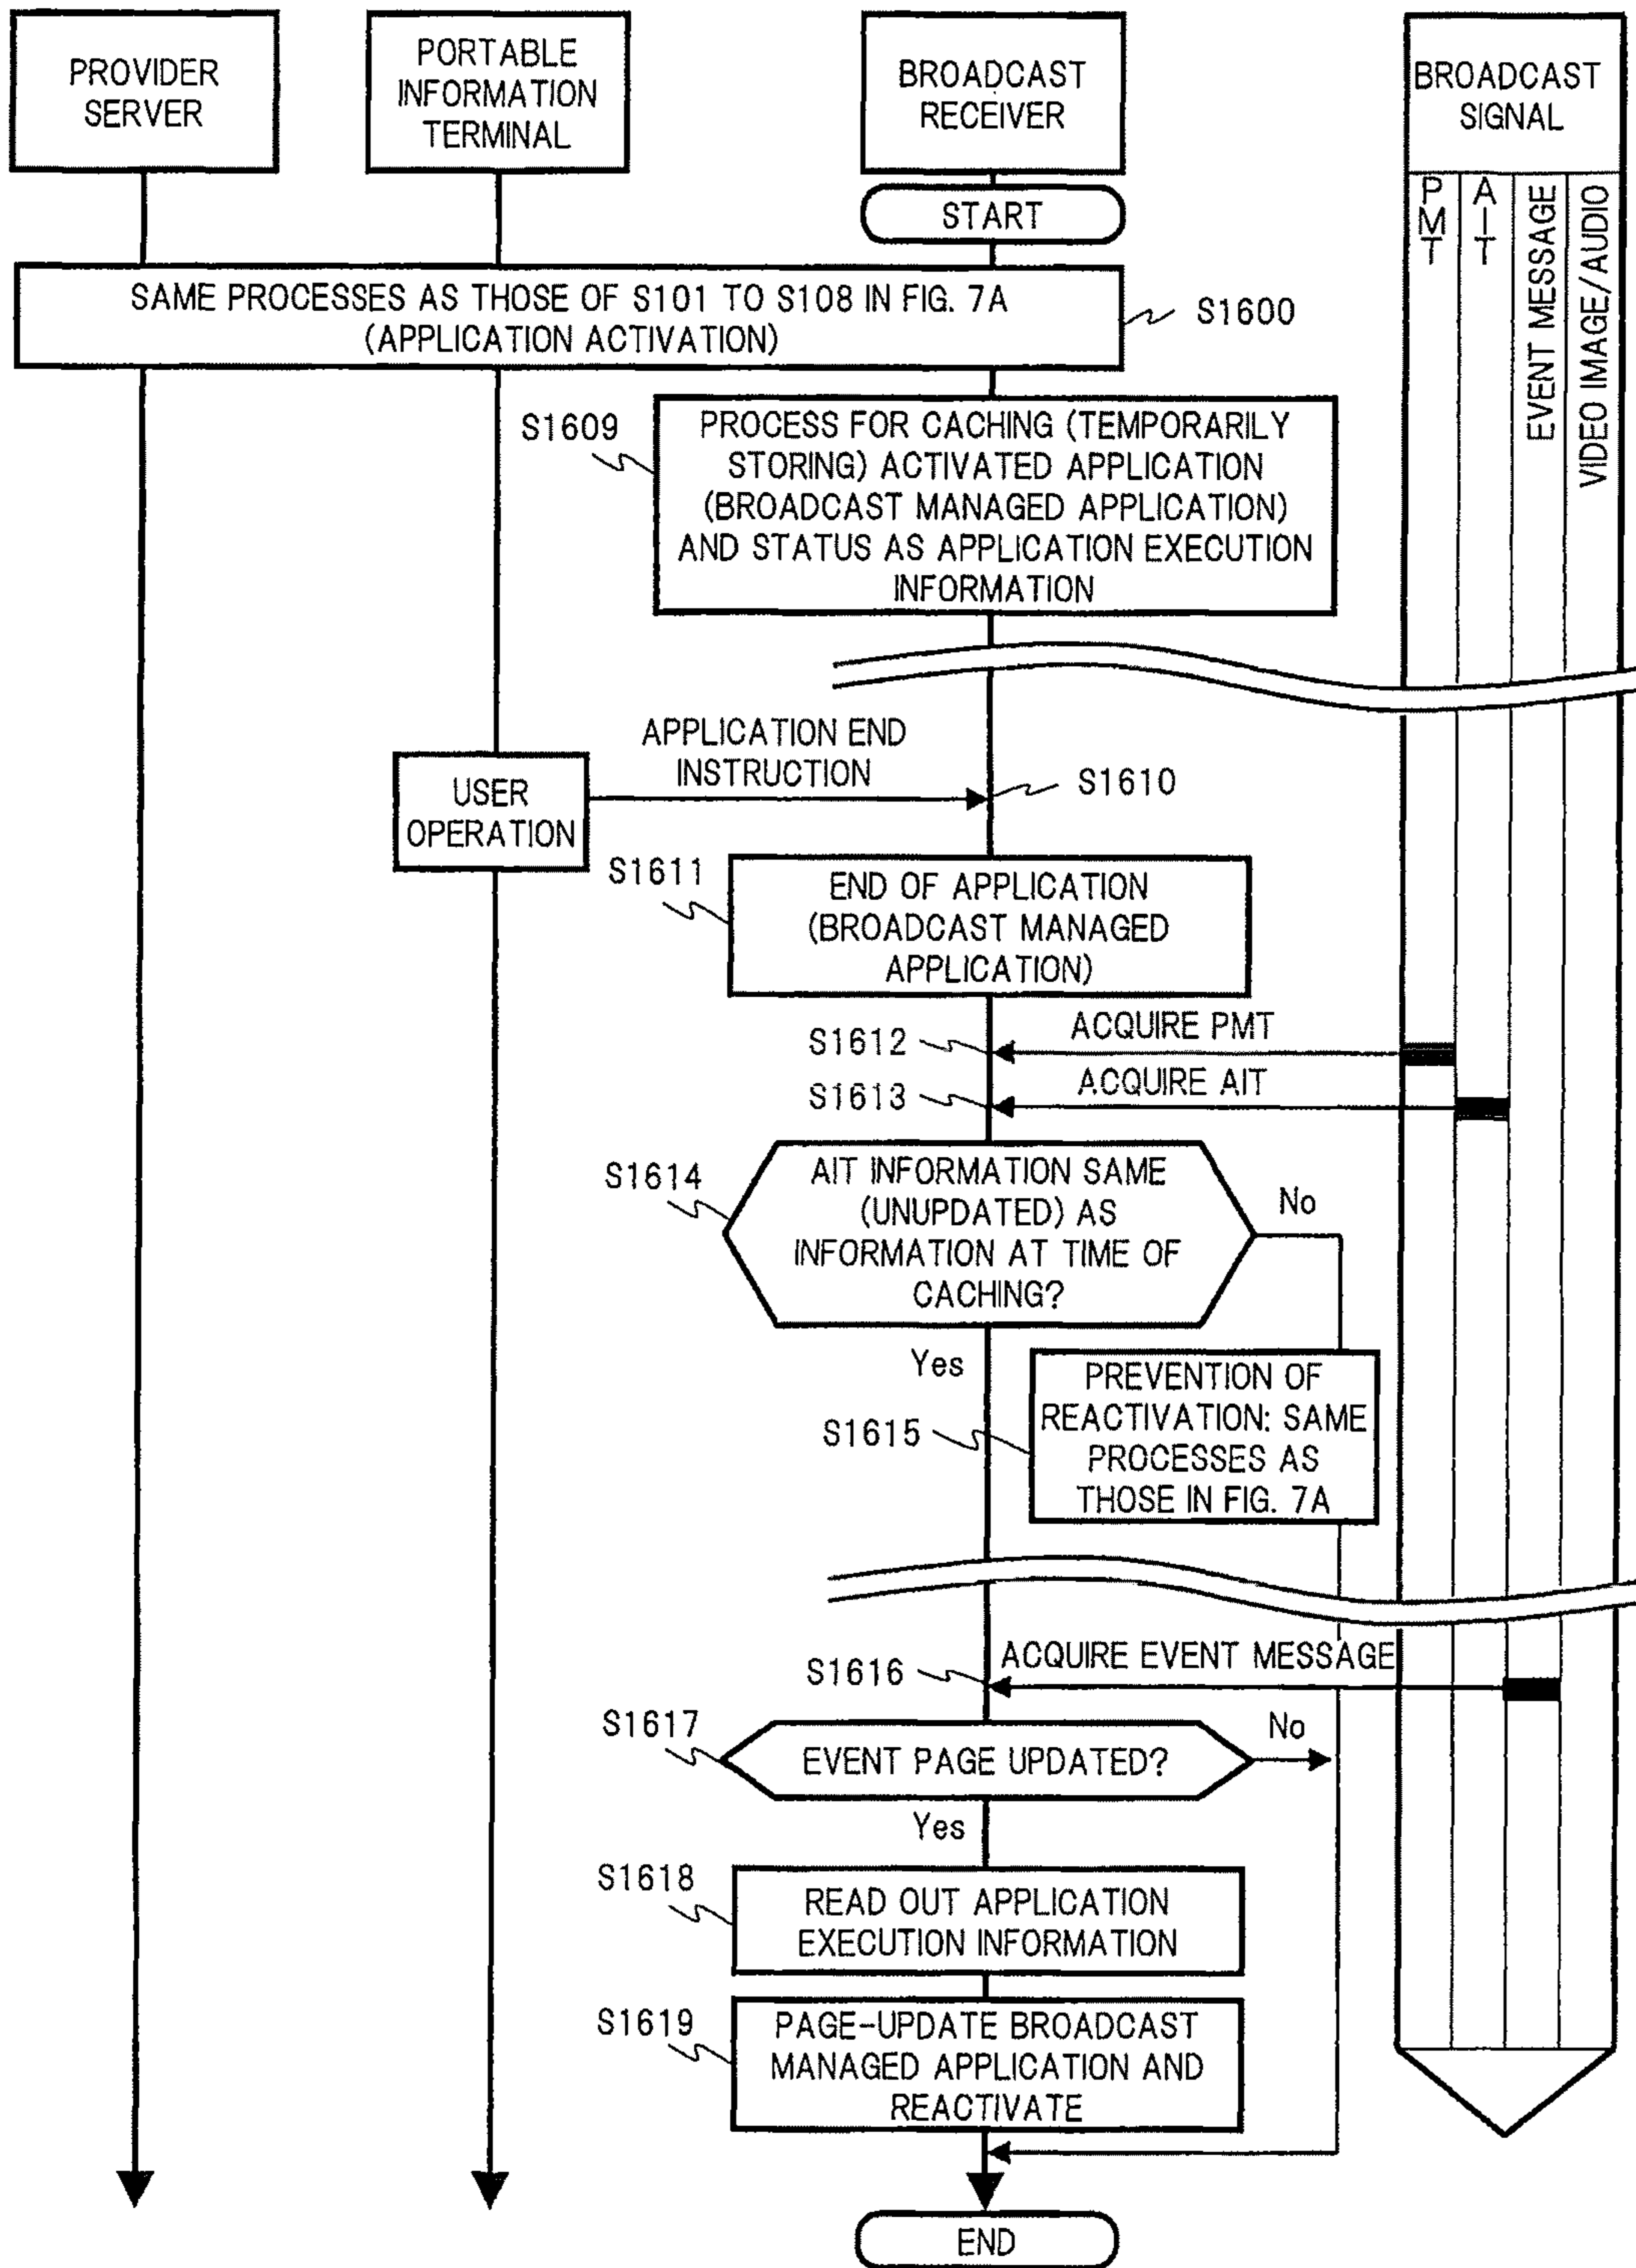 PROVIDER
SERVER
PORTABLE
INFORMATION
TERMINAL
BROADCAST
RECEIVER
BROADCAST
SIGNAL
START
PMT
AIT
EVENT MESSAGE
VIDEO IMAGE/AUDIO
SAME PROCESSES AS THOSE OF S101 TO S108 IN FIG. 7A
(APPLICATION ACTIVATION)
S1600
S1609
PROCESS FOR CACHING (TEMPORARILY
STORING) ACTIVATED APPLICATION
(BROADCAST MANAGED APPLICATION)
AND STATUS AS APPLICATION EXECUTION
INFORMATION
APPLICATION END
INSTRUCTION
USER
OPERATION
S1610
S1611
END OF APPLICATION
(BROADCAST MANAGED
APPLICATION)
S1612
ACQUIRE PMT
S1613
ACQUIRE AIT
S1614
AIT INFORMATION SAME
(UNUPDATED) AS
INFORMATION AT TIME OF
CACHING?
No
Yes
S1615
PREVENTION OF
REACTIVATION: SAME
PROCESSES AS
THOSE IN FIG. 7A
S1616
ACQUIRE EVENT MESSAGE
S1617
EVENT PAGE UPDATED?
No
Yes
S1618
READ OUT APPLICATION
EXECUTION INFORMATION
S1619
PAGE-UPDATE BROADCAST
MANAGED APPLICATION AND
REACTIVATE
END